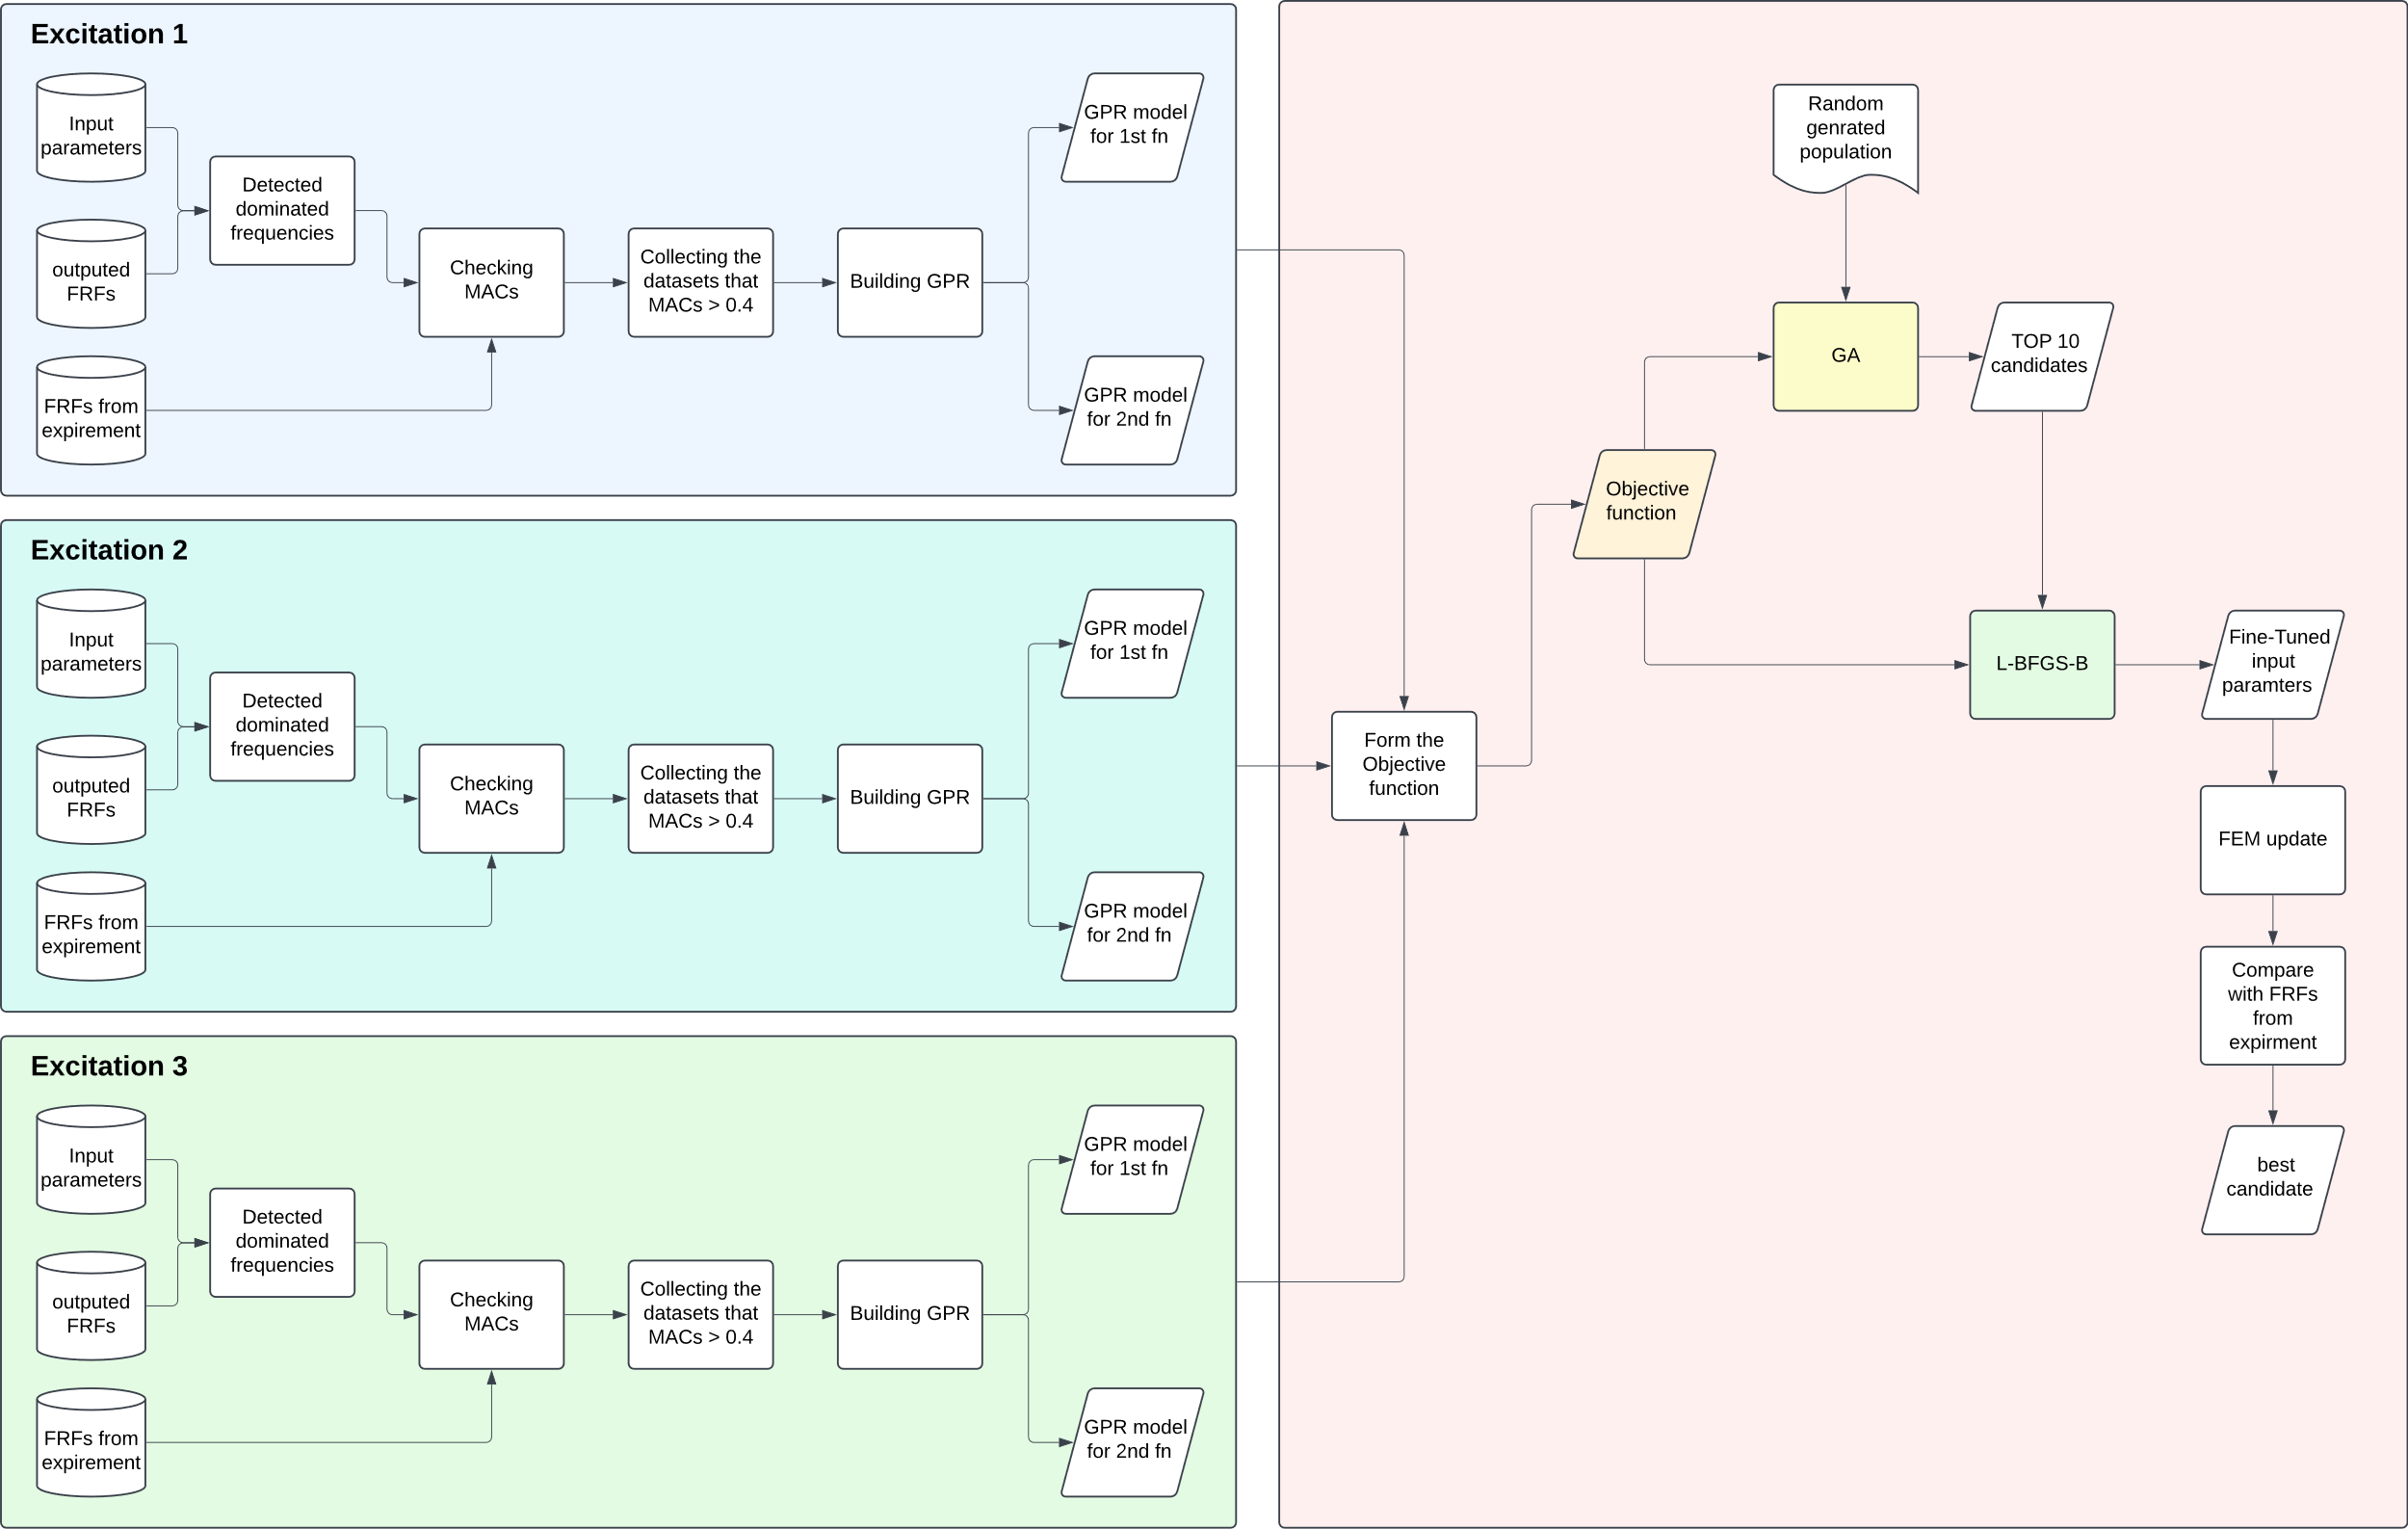 Excitation 1
Input
parameters
outputed
FRFs
FRFs from
expirement
Detected
dominated
frequencies
Checking
MACs
Collecting the
datasets that
MACs > 0.4
Building GPR
GPR model
for 1st fn
GPR model
for 2nd fn
Excitation 2
Input
parameters
outputed
FRFs
FRFs from
expirement
Detected
dominated
frequencies
Checking
MACs
Collecting the
datasets that
MACs > 0.4
Building GPR
GPR model
for 1st fn
GPR model
for 2nd fn
Excitation 3
Input
parameters
outputed
FRFs
FRFs from
expirement
Detected
dominated
frequencies
Checking
MACs
Collecting the
datasets that
MACs > 0.4
Building GPR
GPR model
for 1st fn
GPR model
for 2nd fn
Form the
Objective
function
Objective
function
Random
genrated
population
GA
TOP 10
candidates
L-BFGS-B
Fine-Tuned
input
paramters
FEM update
Compare
with FRFs
from
expirment
best
candidate